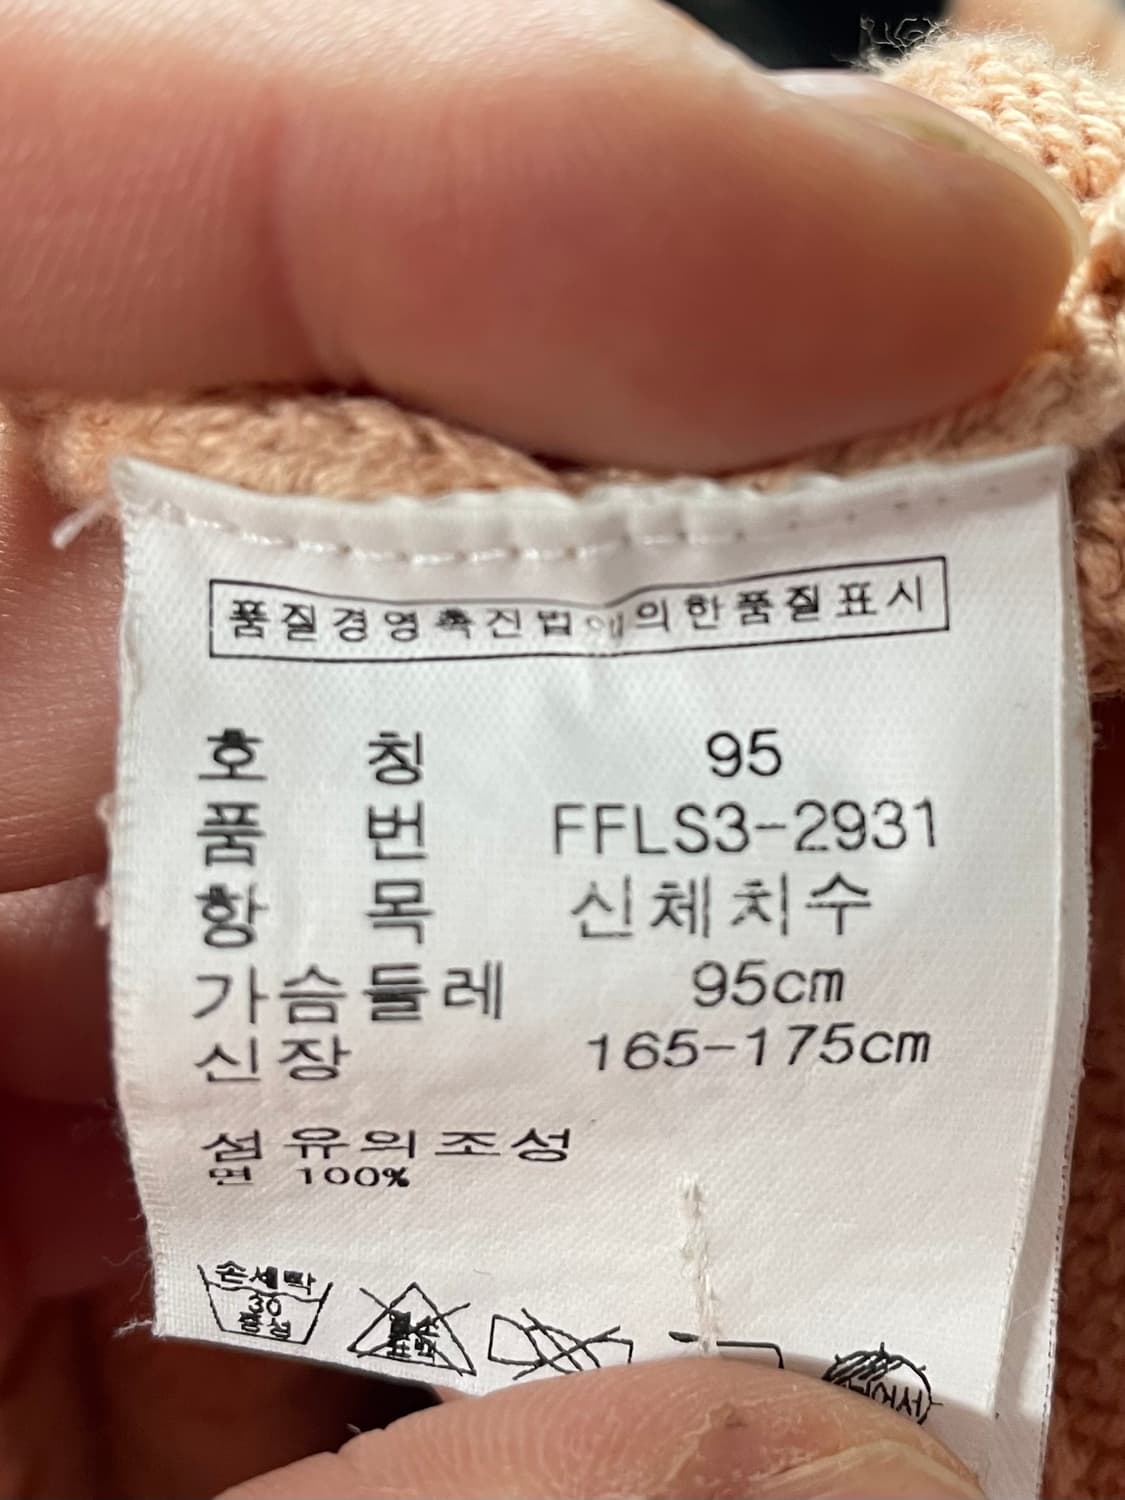 품질경영촉진법에의한품질표시
호 칭 95
품 번 FFLS3-2931
항 목 신체치수
가슴둘레 95cm
신장 165-175cm
섬유의조성
면 100%
손세탁
30
중성